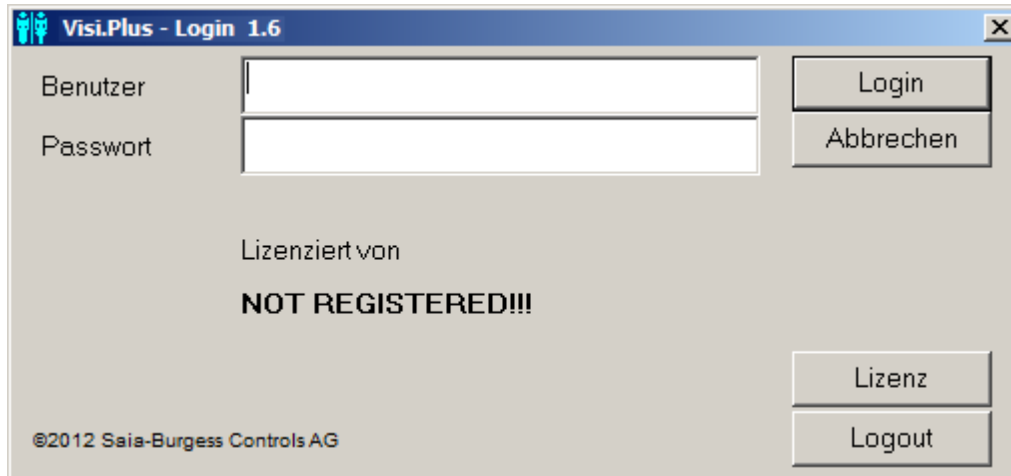 Visi.Plus - Login 1.6
Benutzer
Login
Passwort
Abbrechen
Lizenziert von
NOT REGISTERED!!!
Lizenz
©2012 Saia-Burgess Controls AG
Logout